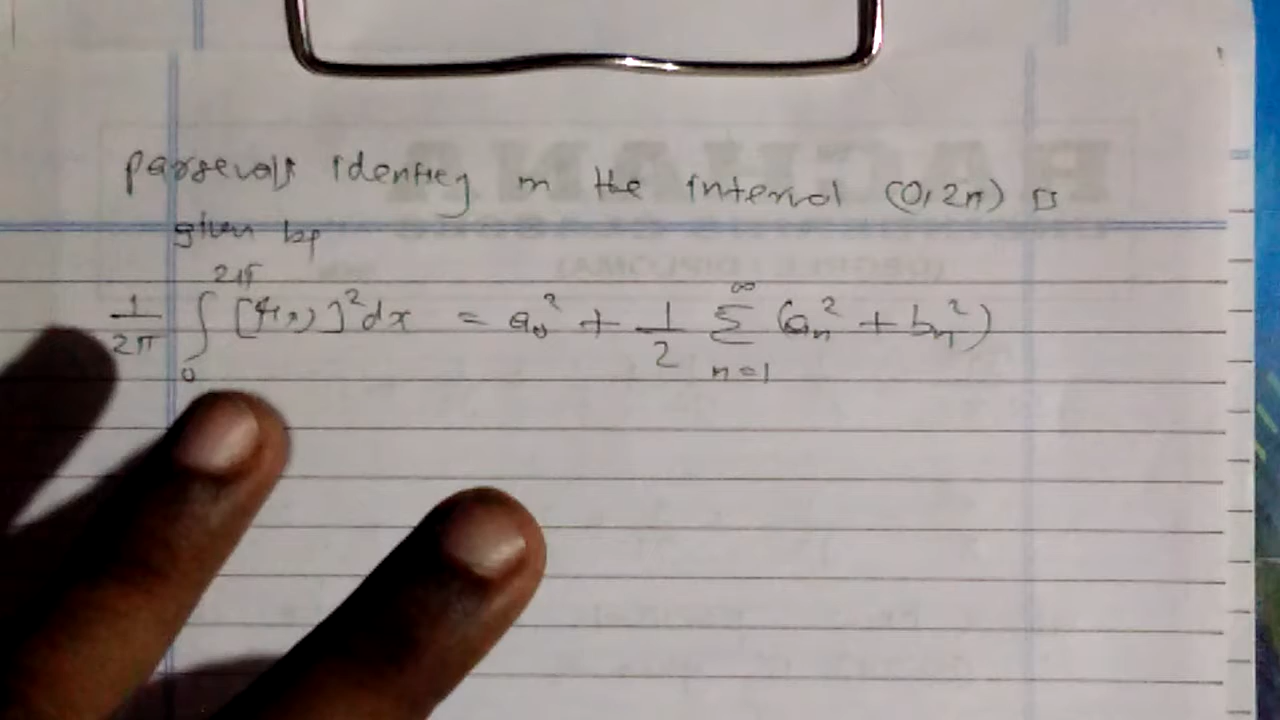 parsevals identity in the interval (0, 2π) is
given by
1/2π ∫₀^2π [f(x)]² dx = a₀² + 1/2 Σ_{n=1}^∞ (aₙ² + bₙ²)